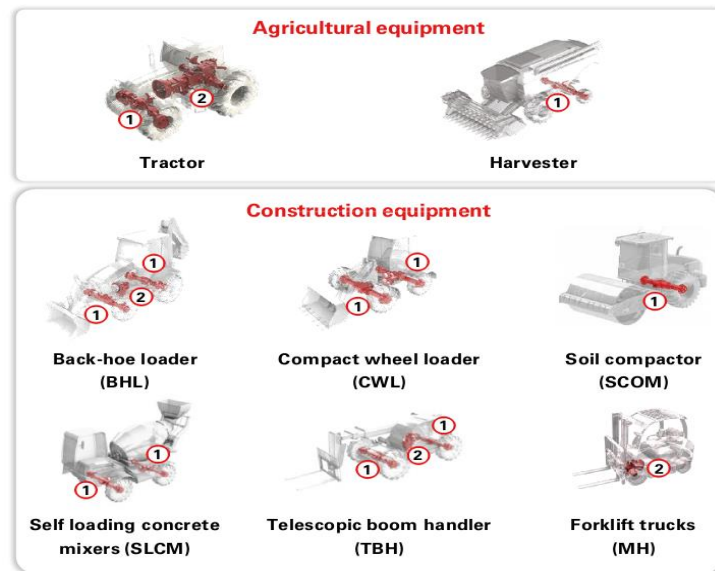 Agricultural equipment
1
2
1
Tractor
Harvester
Construction equipment
1
1
2
1
1
1
Back-hoe loader
(BHL)
Compact wheel loader
(CWL)
Soil compactor
(SCOM)
1
1
1
1
2
2
Self loading concrete
mixers (SLCM)
Telescopic boom handler
(TBH)
Forklift trucks
(MH)